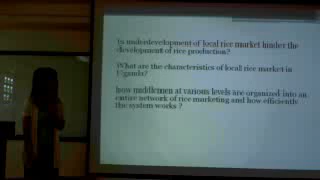 Is underdevelopment of local rice market hinder the
development of rice production?
What are the characteristics of local rice market in
Uganda?
how middlemen at various levels are organized into an
entire network of rice marketing and how efficiently
the system works ?